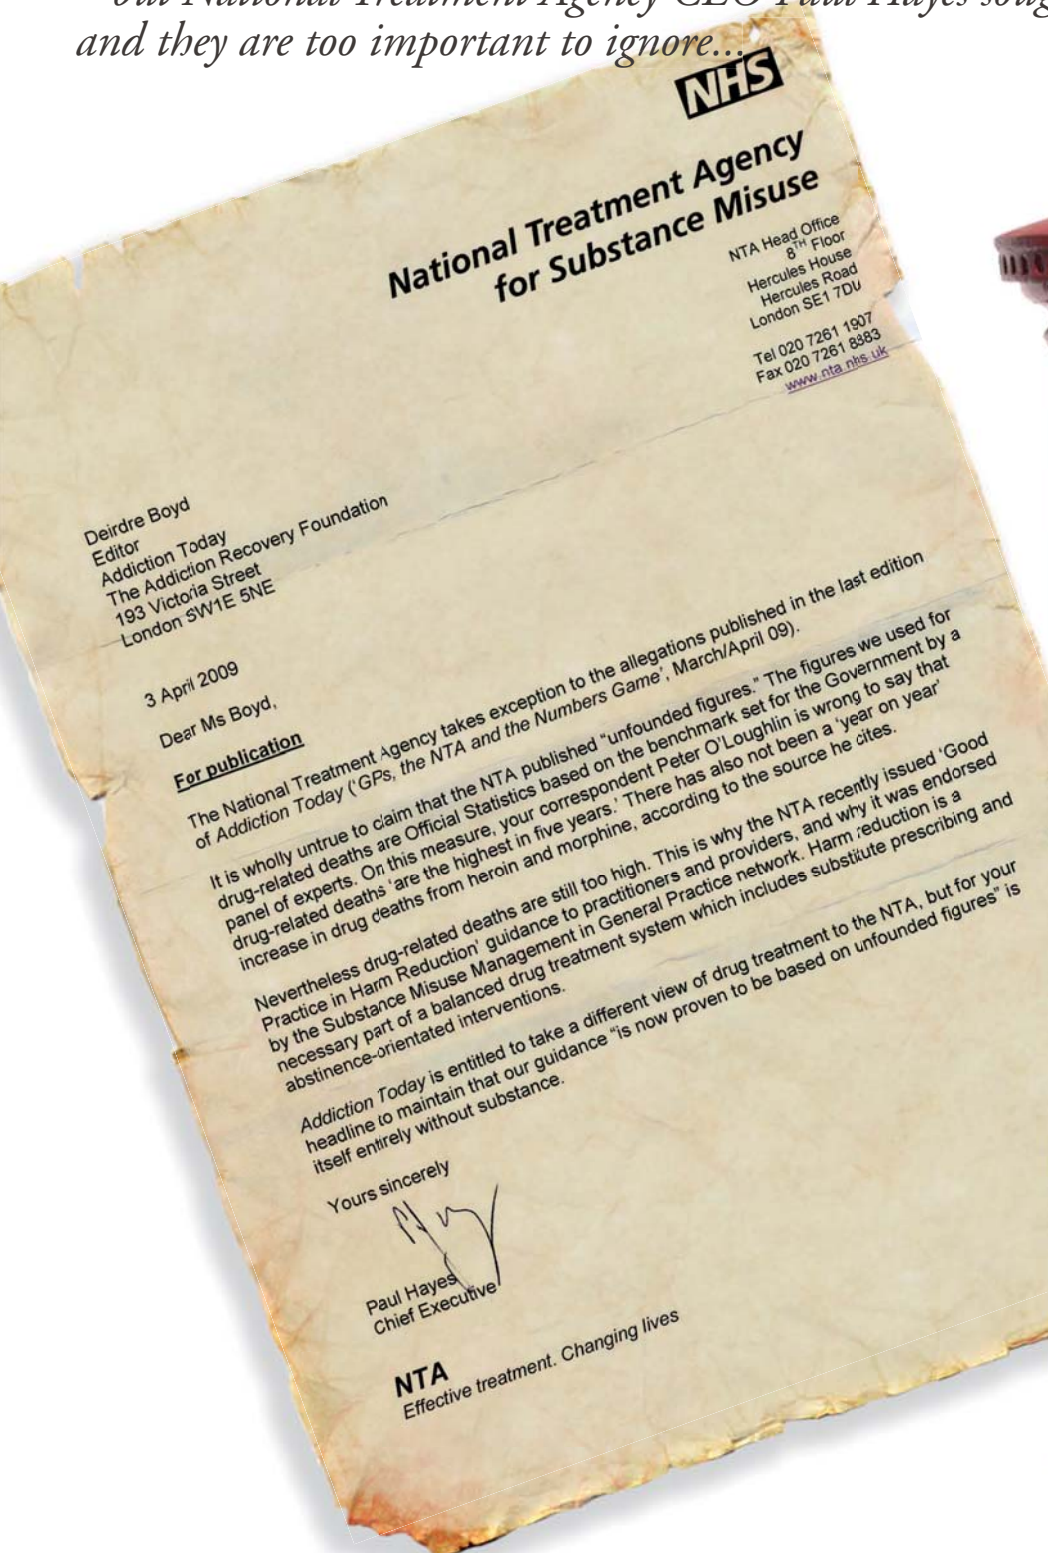 out National Treatment Agency CEO Paul Hayes
and they are too important to ignore...
NHS
National Treatment Agency
for Substance Misuse
NTA Head Office
8TH Floor
Hercules House
Hercules Road
London SE1 7DU
Tel 020 7261 1907
Fax 020 7261 8883
www.nta.nhs.uk
Deirdre Boyd
Editor
Addiction Today
The Addiction Recovery Foundation
193 Victoria Street
London SW1E 5NE
3 April 2009
Dear Ms Boyd,
For publication
The National Treatment Agency takes exception to the allegations published in the last edition
of Addiction Today ('GPs, the NTA and the Numbers Game', March/April 09).
It is wholly untrue to claim that the NTA published "unfounded figures." The figures we used for
drug-related deaths are Official Statistics based on the benchmark set for the Government by a
panel of experts. On this measure, your correspondent Peter O'Loughlin is wrong to say that
drug-related deaths 'are the highest in five years.' There has also not been a 'year on year'
increase in drug deaths from heroin and morphine, according to the source he cites.
Nevertheless drug-related deaths are still too high. This is why the NTA recently issued 'Good
Practice in Harm Reduction' guidance to practitioners and providers, and why it was endorsed
by the Substance Misuse Management in General Practice network. Harm reduction is a
necessary part of a balanced drug treatment system which includes substitute prescribing and
abstinence-orientated interventions.
Addiction Today is entitled to take a different view of drug treatment to the NTA, but for your
headline to maintain that our guidance "is now proven to be based on unfounded figures" is
itself entirely without substance.
Yours sincerely
Paul Hayes
Chief Executive
NTA
Effective treatment. Changing lives